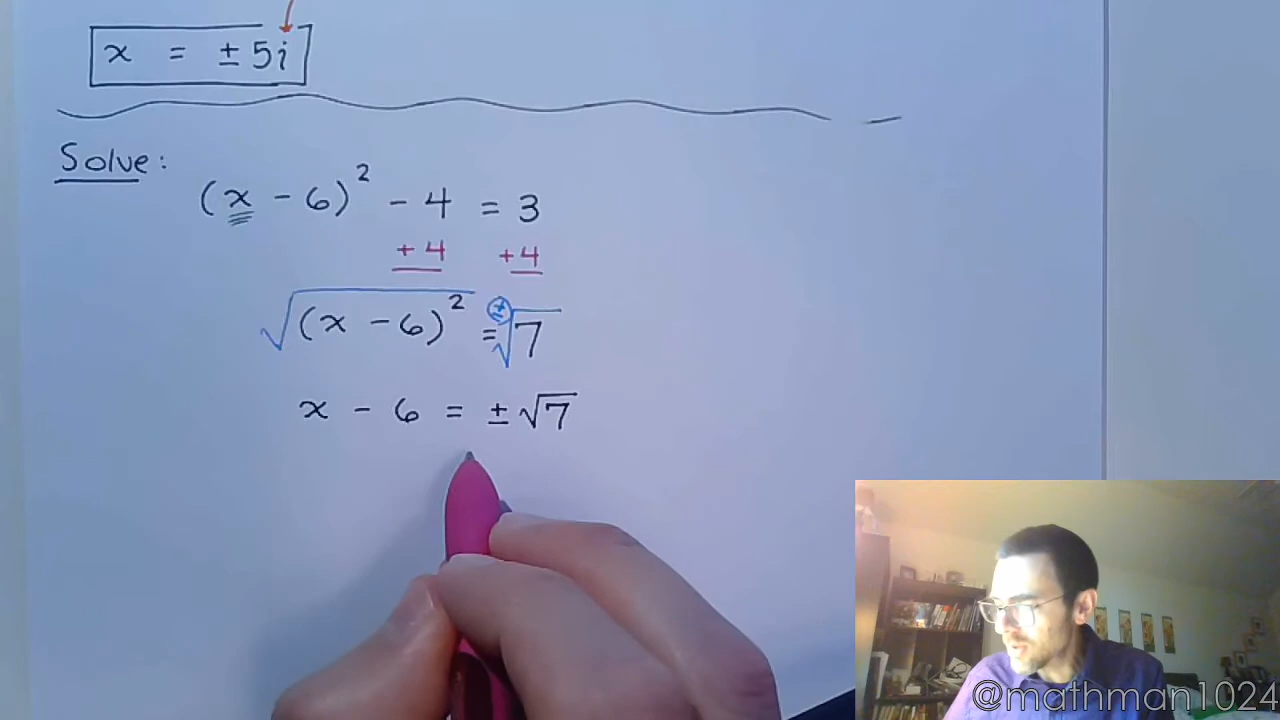 x = ± 5i
Solve:
(x - 6)² - 4 = 3
+ 4 + 4
√(x - 6)² = ±√7
x - 6 = ± √7
@mathman1024